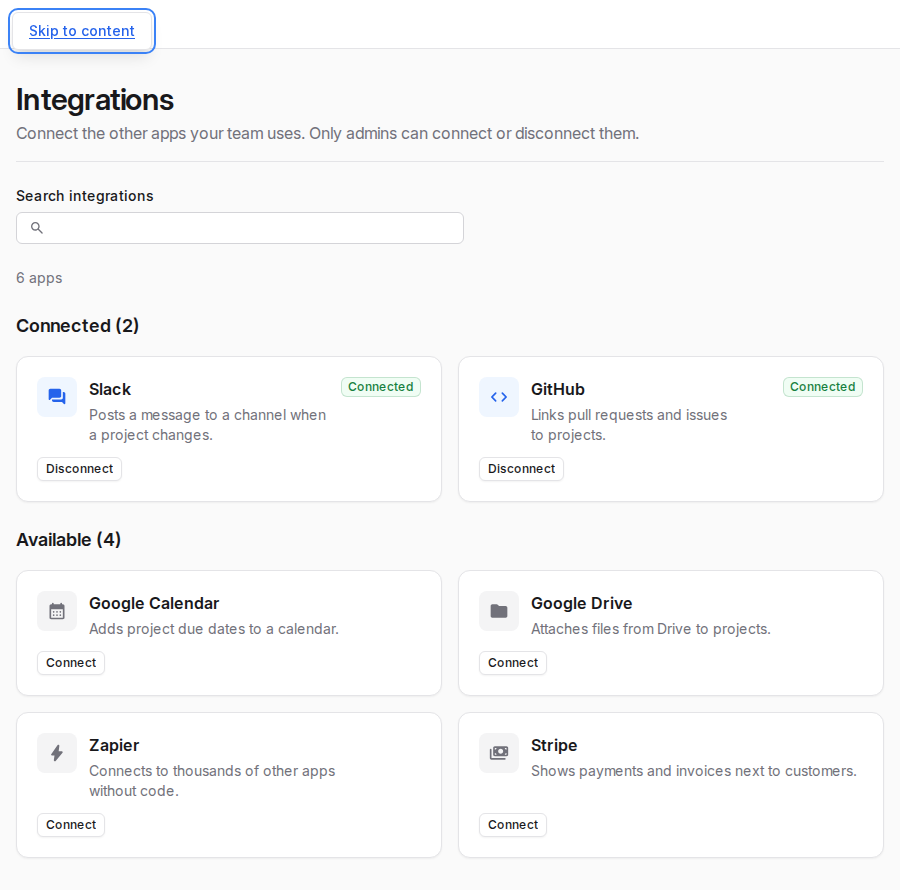 Skip to content
Integrations
Connect the other apps your team uses. Only admins can connect or disconnect them.
Search integrations
6 apps
Connected (2)
Slack
Connected
Posts a message to a channel when
a project changes.
Disconnect
GitHub
Connected
Links pull requests and issues
to projects.
Disconnect
Available (4)
Google Calendar
Adds project due dates to a calendar.
Connect
Google Drive
Attaches files from Drive to projects.
Connect
Zapier
Connects to thousands of other apps
without code.
Connect
Stripe
Shows payments and invoices next to customers.
Connect